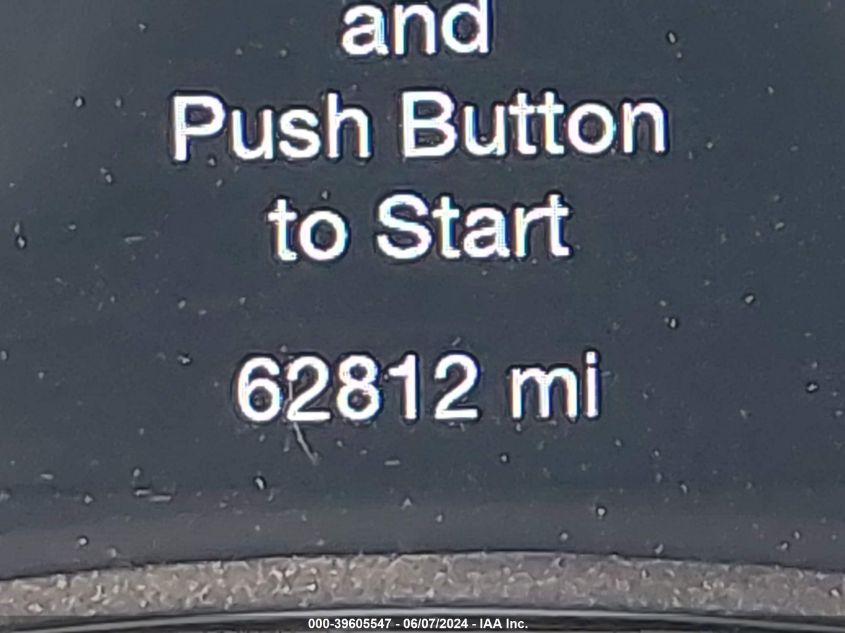 and
Push Button
to Start
62812 mi
000-39605547 - 06/07/2024 - IAA Inc.